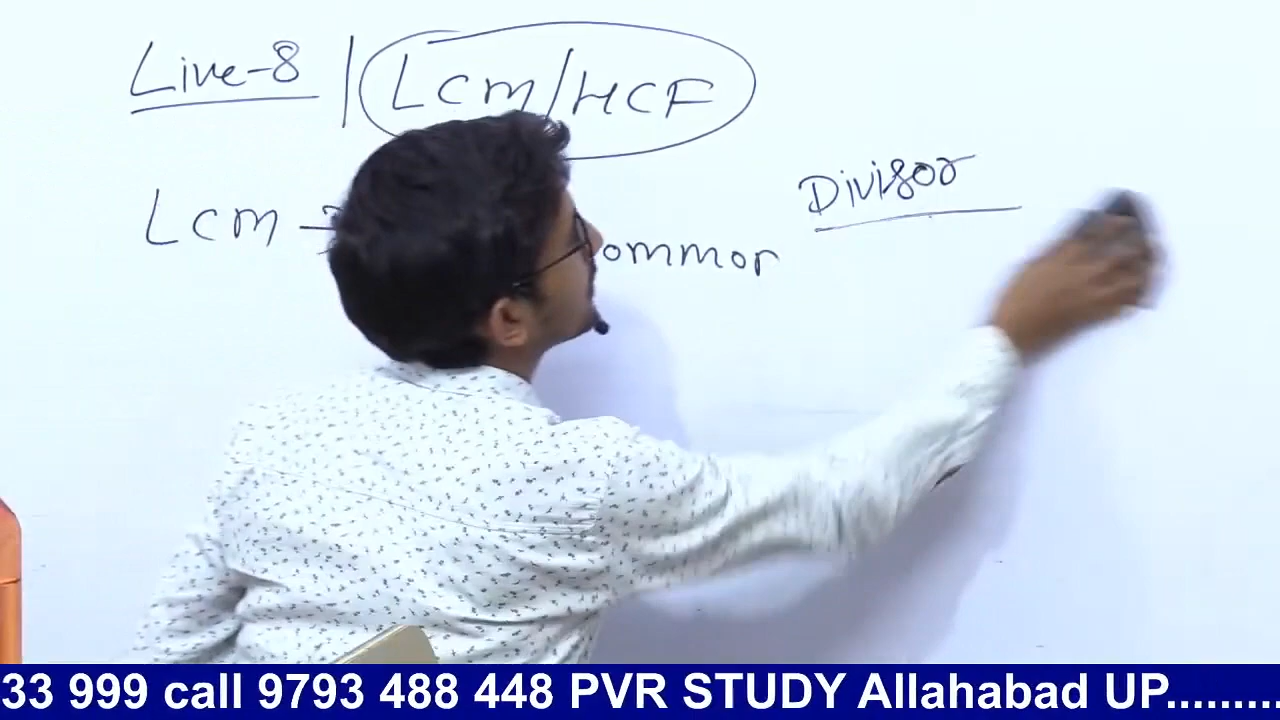 Live-8 | Lcm/HCF
Divisor
Lcm → ommor
33 999 call 9793 488 448 PVR STUDY Allahabad UP.........